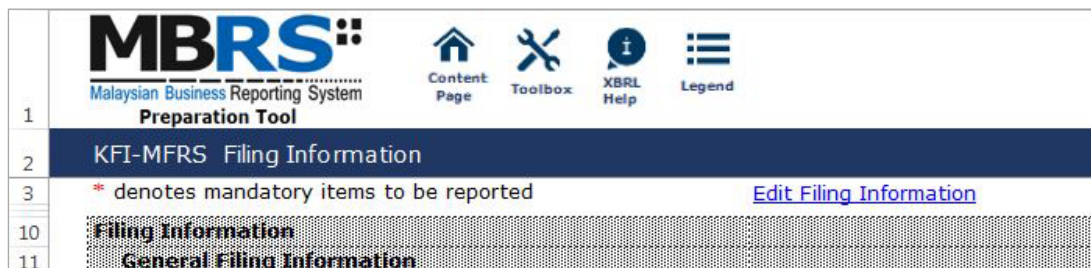 MBRS
Malaysian Business Reporting System
Preparation Tool
Content Page
Toolbox
i
XBRL Help
Legend
1
2 KFI-MFRS Filing Information
3 * denotes mandatory items to be reported Edit Filing Information
10 Filing Information
11 General Filing Information